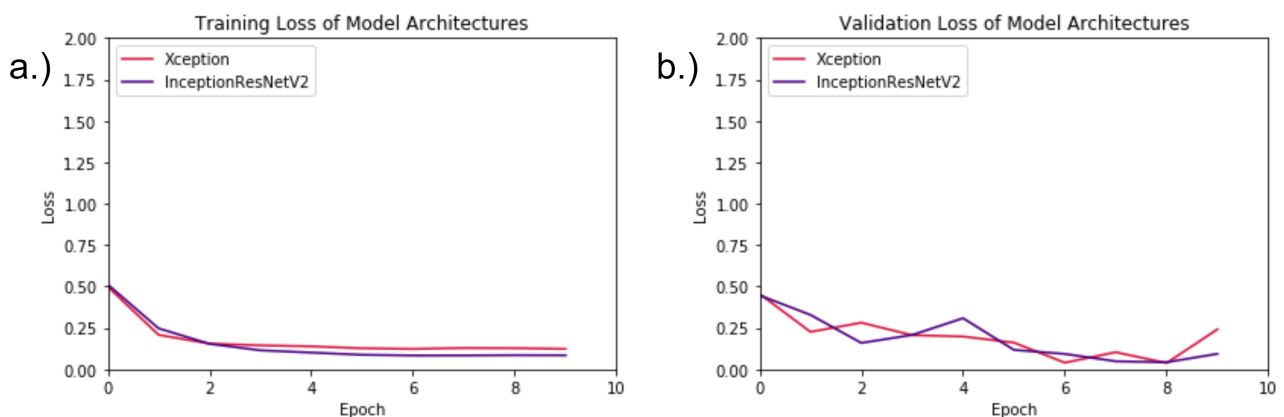 a.)
Training Loss of Model Architectures
2.00
1.75
1.50
1.25
1.00
0.75
0.50
0.25
0.00
Loss
Xception
InceptionResNetV2
0 2 4 6 8 10
Epoch
b.)
Validation Loss of Model Architectures
2.00
1.75
1.50
1.25
1.00
0.75
0.50
0.25
0.00
Loss
Xception
InceptionResNetV2
0 2 4 6 8 10
Epoch